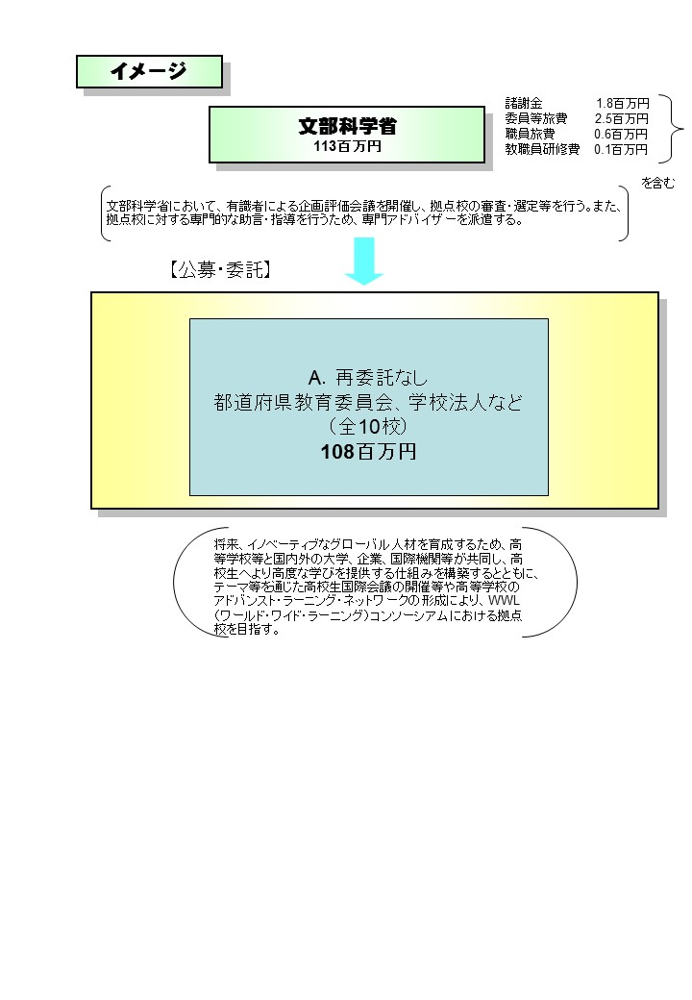 イメージ
文部科学省
113百万円
諸謝金 1.8百万円
委員等旅費 2.5百万円
職員旅費 0.6百万円
教職員研修費 0.1百万円
を含む
文部科学省において、有識者による企画評価会議を開催し、拠点校の審査・選定等を行う。また、
拠点校に対する専門的な助言・指導を行うため、専門アドバイザーを派遣する。
【公募・委託】
A．再委託なし
都道府県教育委員会、学校法人など
（全10校）
108百万円
将来、イノベーティブなグローバル人材を育成するため、高
等学校等と国内外の大学、企業、国際機関等が共同し、高
校生へより高度な学びを提供する仕組みを構築するとともに、
テーマ等を通じた高校生国際会議の開催等や高等学校の
アドバンスト・ラーニング・ネットワークの形成により、WWL
（ワールド・ワイド・ラーニング）コンソーシアムにおける拠点
校を目指す。